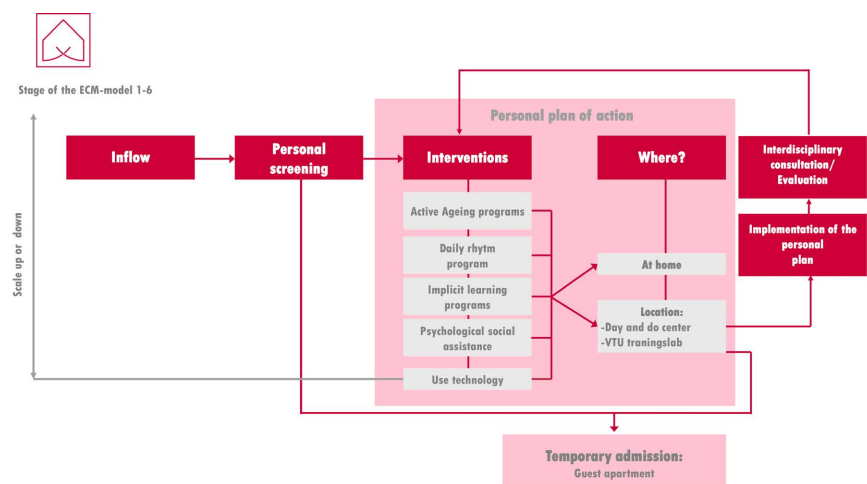 Stage of the ECM-model 1-6
Scale up or down
Personal plan of action
Inflow
Personal
screening
Interventions
Where?
Interdisciplinary
consultation/
Evaluation
Active Ageing programs
Daily rhytm
program
Implicit learning
programs
Psychological social
assistance
Use technology
At home
Location:
-Day and do center
-VTU traningslab
Implementation of the
personal
plan
Temporary admission:
Guest apartment